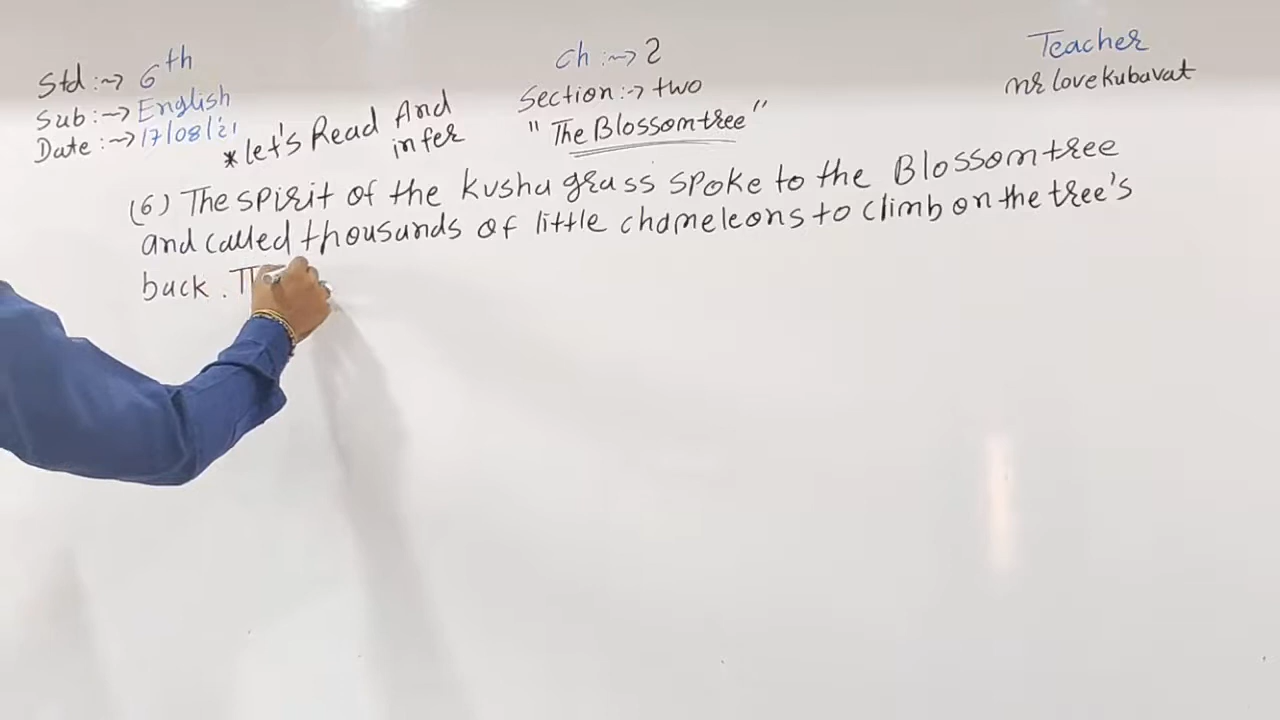 Std :~> 6th
Sub :~> English
Date :~> 17/08/21
Ch :~> 2
Section :~> two
"The Blossom tree"
Teacher
mr love kubavat
*let's Read And
infer
(6) The spirit of the kusha grass spoke to the Blossom tree
and called thousands of little chameleons to climb on the tree's
back. T